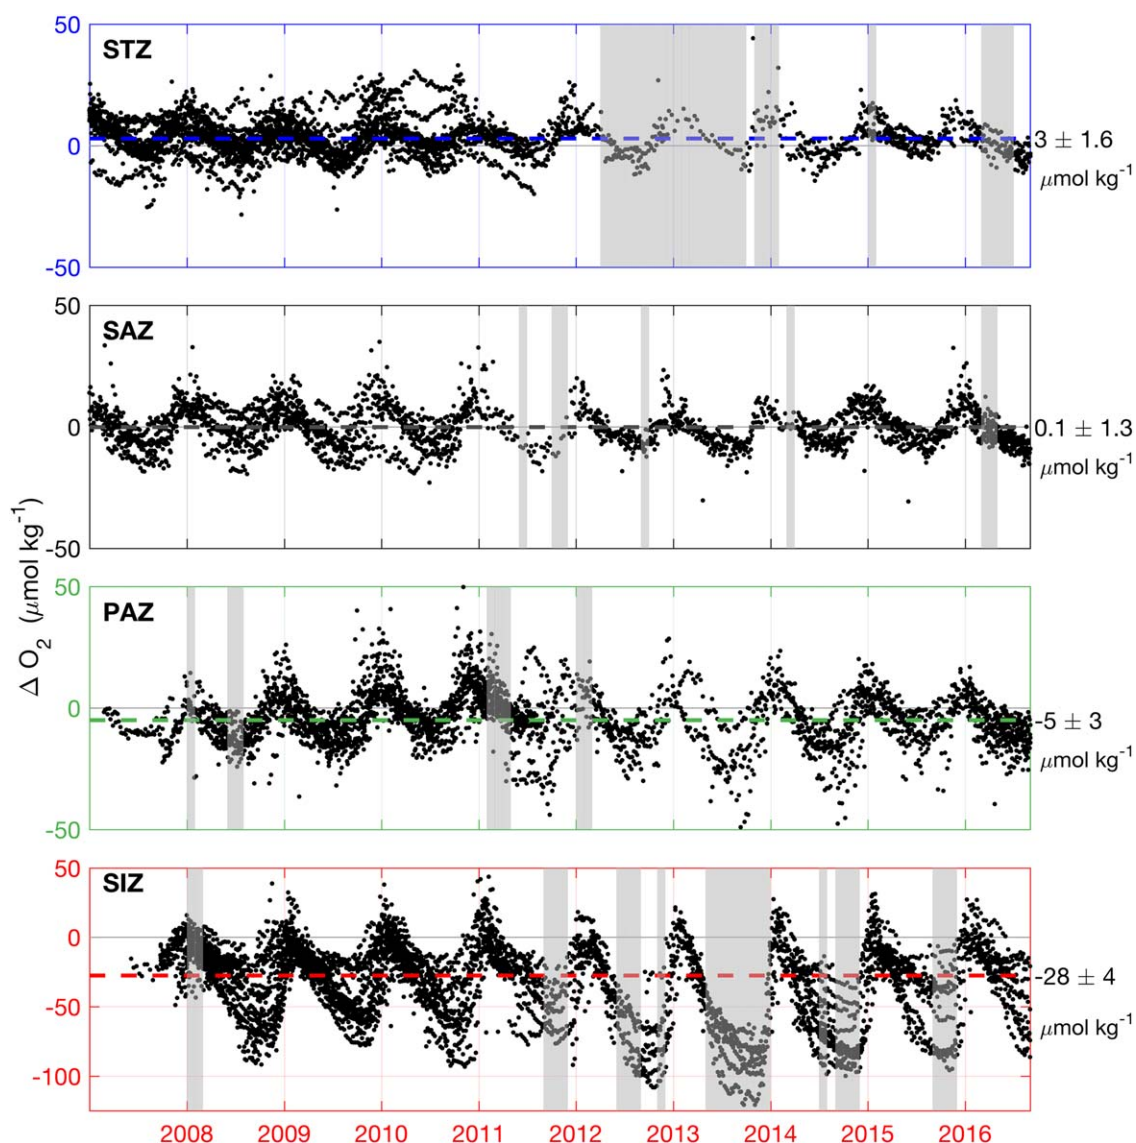 50
STZ
0
3 ± 1.6
μmol kg-1
-50
50
SAZ
0
0.1 ± 1.3
μmol kg-1
-50
Δ O2 (μmol kg-1)
50
PAZ
0
-5 ± 3
μmol kg-1
-50
50
SIZ
0
-28 ± 4
-50
μmol kg-1
-100
2008 2009 2010 2011 2012 2013 2014 2015 2016